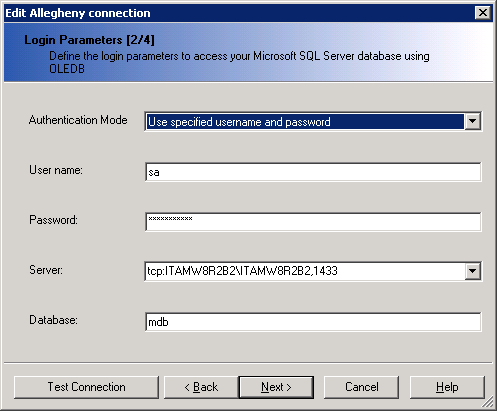 Edit Allegheny connection
Login Parameters [2/4]
Define the login parameters to access your Microsoft SQL Server database using
OLEDB
Authentication Mode
Use specified username and password
User name:
sa
Password:
***********
Server:
tcp:ITAMW8R2B2\ITAMW8R2B2,1433
Database:
mdb
Test Connection
< Back
Next >
Cancel
Help